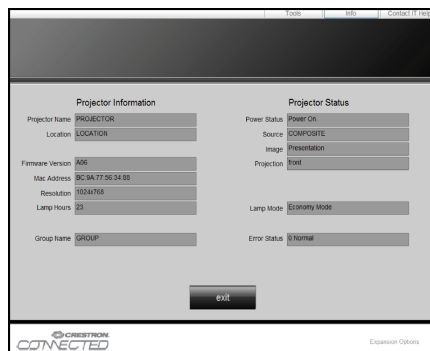 Tools Info Contact IT Help
Projector Information
Projector Name PROJECTOR
Location LOCATION
Firmware Version A06
Mac Address BC:9A:77:56:34:88
Resolution 1024x768
Lamp Hours 23
Group Name GROUP
Projector Status
Power Status Power On.
Source COMPOSITE
Image Presentation
Projection front
Lamp Mode Economy Mode
Error Status 0:Normal
exit
CRESTRON.
CONNECTED
Expansion Options